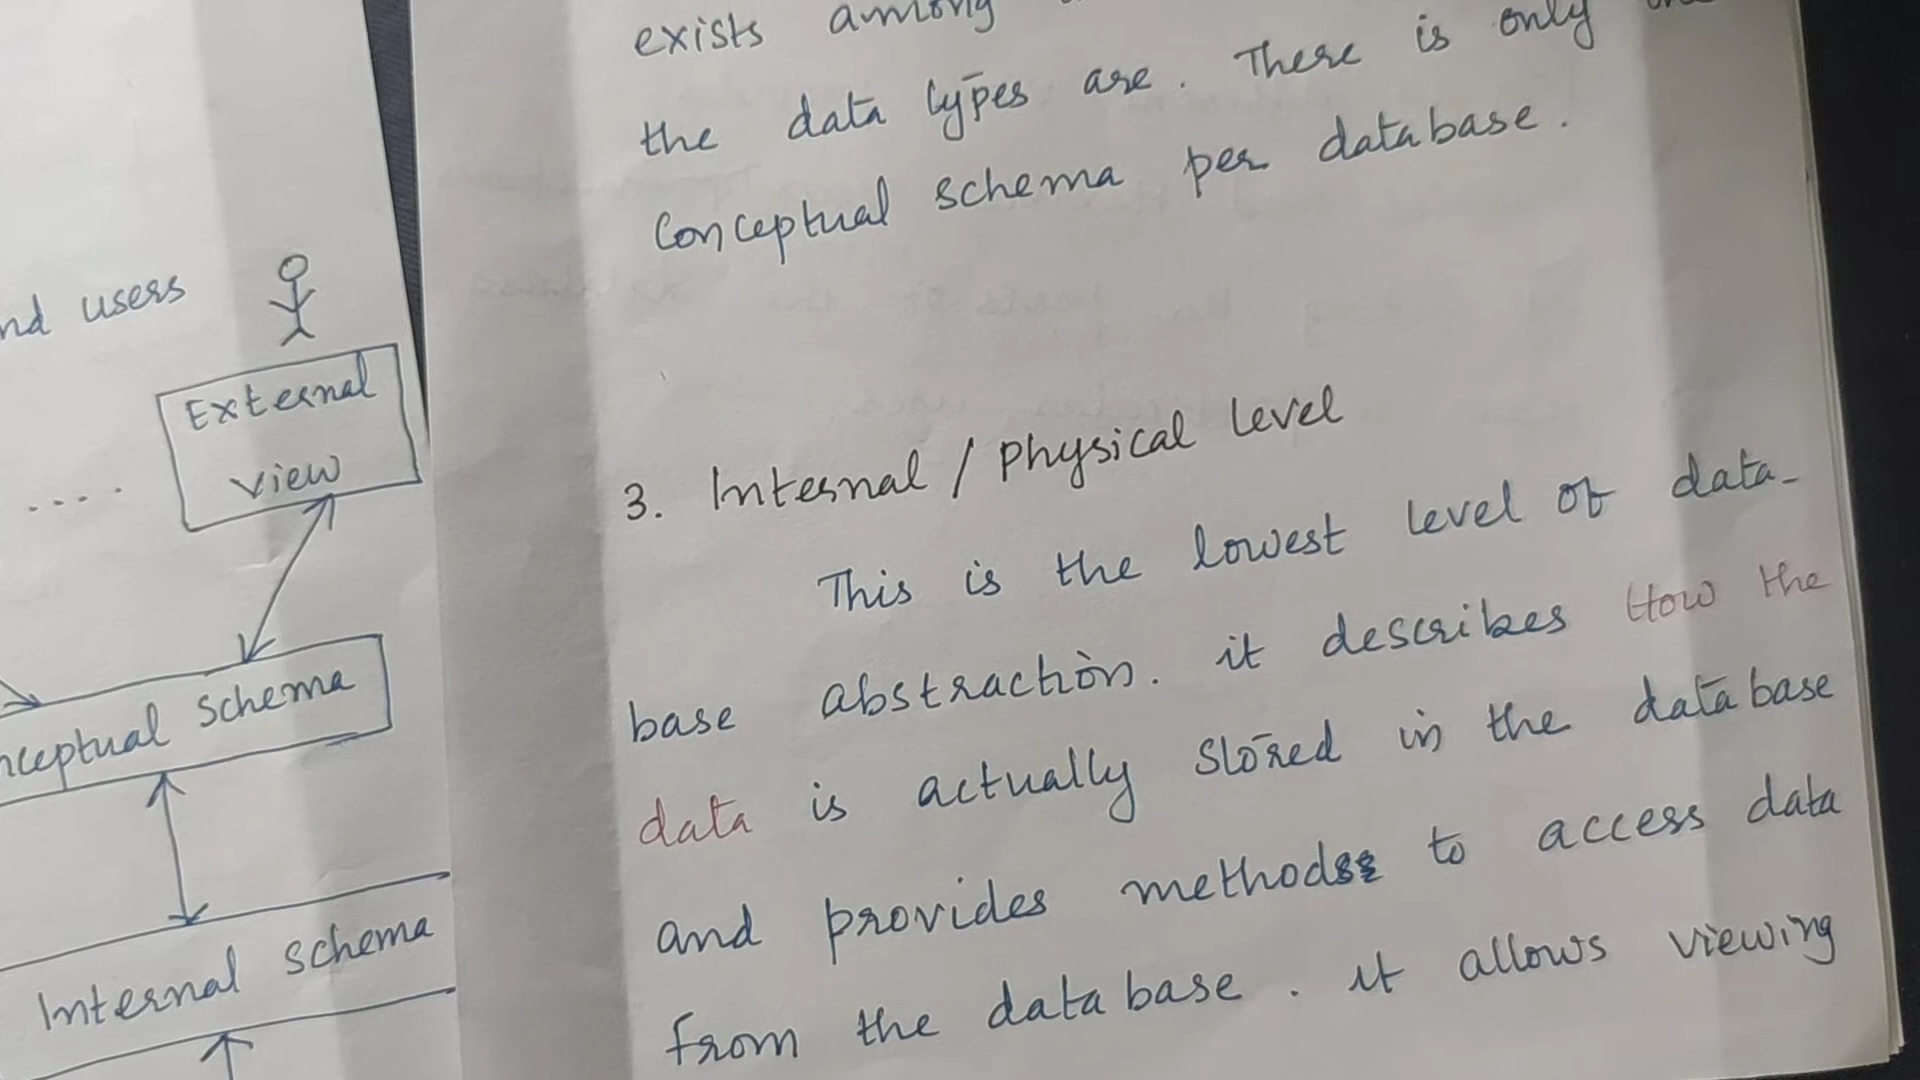 nd users
External
view
....
nceptual schema
Internal schema
exists among
the data types are. There is only
Conceptual schema per database.
3. Internal / Physical Level
This is the lowest level of data-
base abstraction. it describes How the
data is actually stored in the database
and provides methods to access data
from the database. it allows viewing